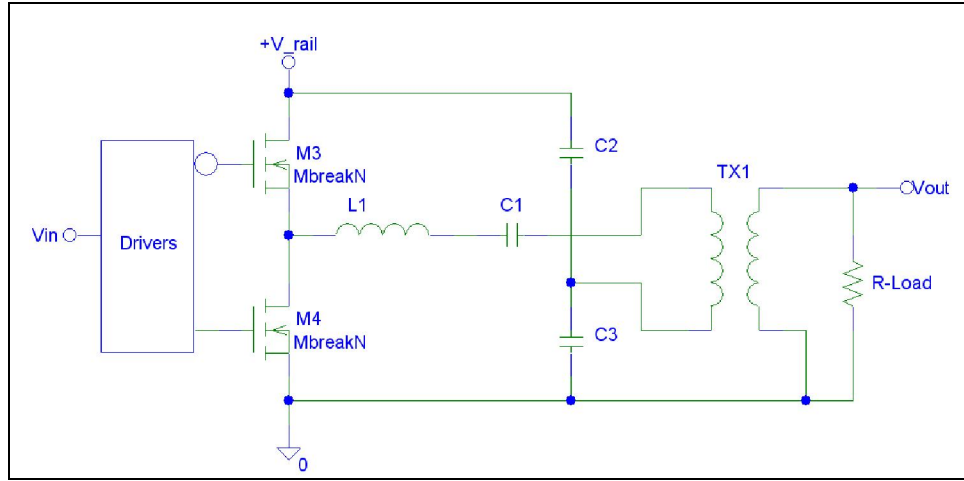 +V_rail
M3
MbreakN
C2
TX1
L1
C1
Vout
Vin
Drivers
R-Load
M4
MbreakN
C3
0